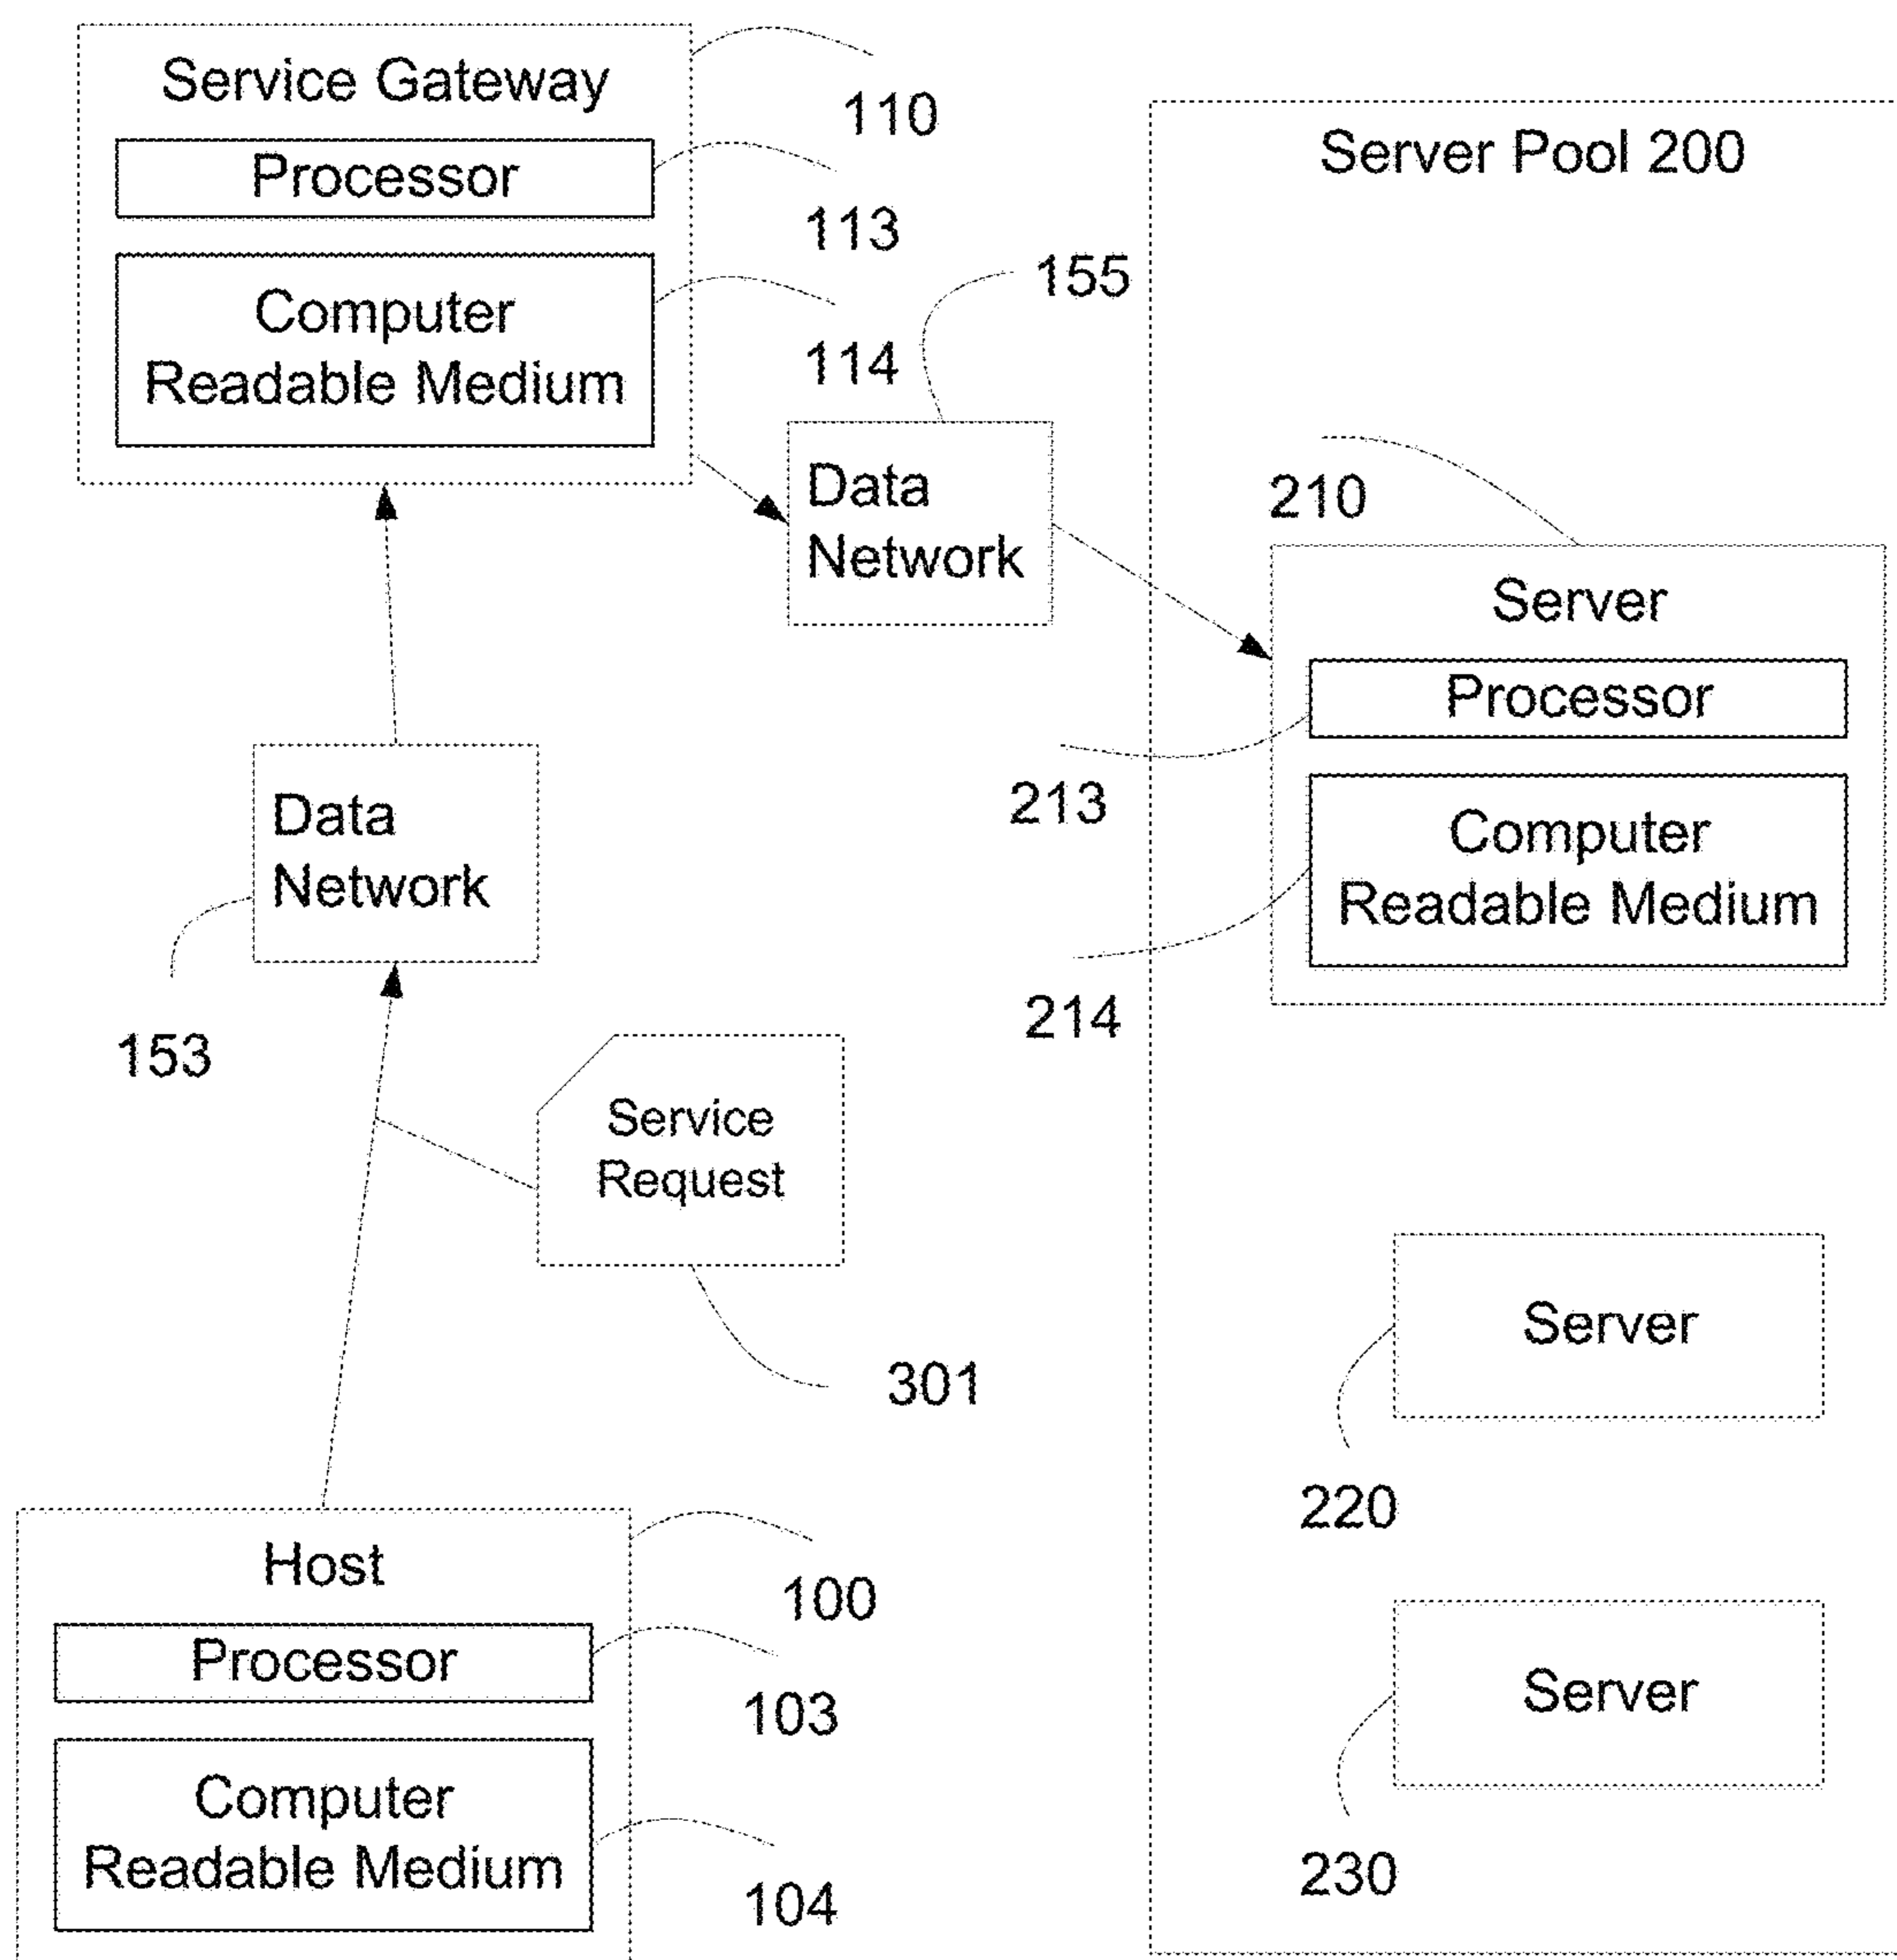 Service Gateway
110
Processor
113
Computer
Readable Medium
114
155
Data
Network
Server Pool 200
210
Server
Processor
213
Computer
Readable Medium
214
Data
Network
153
Service
Request
301
Server
220
Server
230
Host
100
Processor
103
Computer
Readable Medium
104